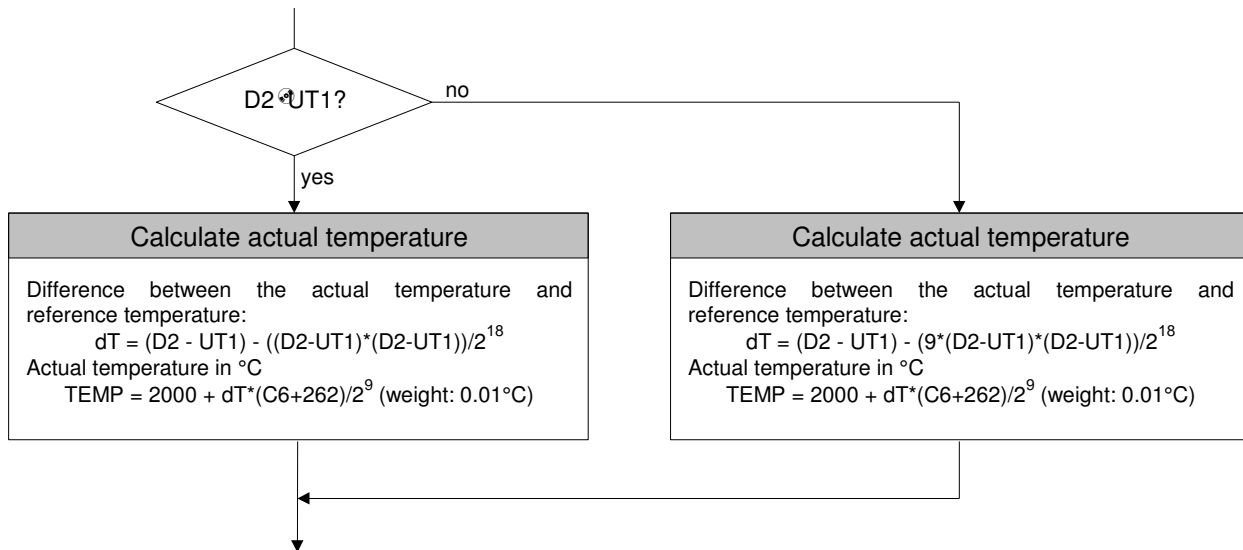 D2 UT1?
no
yes
Calculate actual temperature
Difference between the actual temperature and
reference temperature:
dT = (D2 - UT1) - ((D2-UT1)*(D2-UT1))/2^18
Actual temperature in °C
TEMP = 2000 + dT*(C6+262)/2^9 (weight: 0.01°C)
Calculate actual temperature
Difference between the actual temperature and
reference temperature:
dT = (D2 - UT1) - (9*(D2-UT1)*(D2-UT1))/2^18
Actual temperature in °C
TEMP = 2000 + dT*(C6+262)/2^9 (weight: 0.01°C)